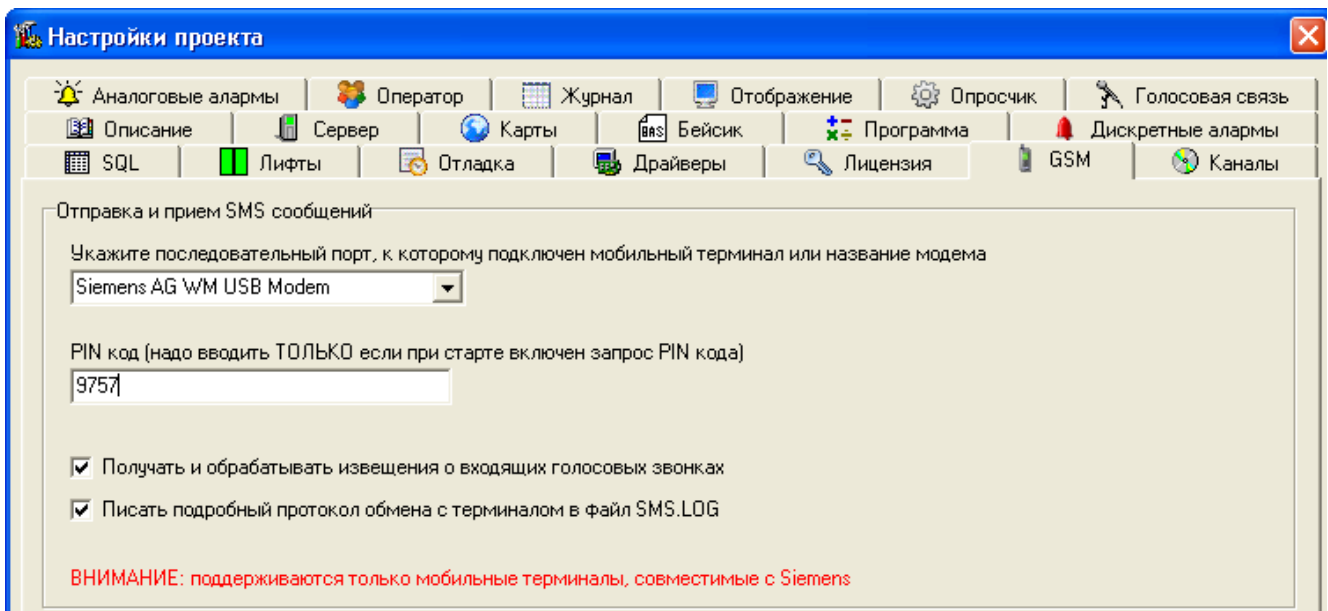 Настройки проекта
Аналоговые алармы Оператор Журнал Отображение Опросчик Голосовая связь
Описание Сервер Карты BAS Бейсик Программа Дискретные алармы
SQL Лифты Отладка Драйверы Лицензия GSM Каналы
Отправка и прием SMS сообщений
Укажите последовательный порт, к которому подключен мобильный терминал или название модема
Siemens AG WM USB Modem
PIN код (надо вводить ТОЛЬКО если при старте включен запрос PIN кода)
9757
Получать и обрабатывать извещения о входящих голосовых звонках
Писать подробный протокол обмена с терминалом в файл SMS.LOG
ВНИМАНИЕ: поддерживаются только мобильные терминалы, совместимые с Siemens